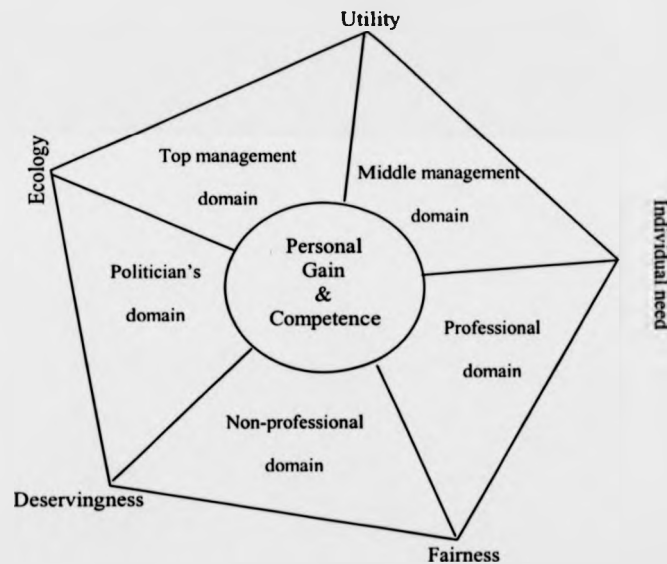 Utility
Ecology
Top management
domain
Middle management
domain
Individual need
Personal
Gain
&
Competence
Politician's
domain
Professional
domain
Non-professional
domain
Deservingness
Fairness